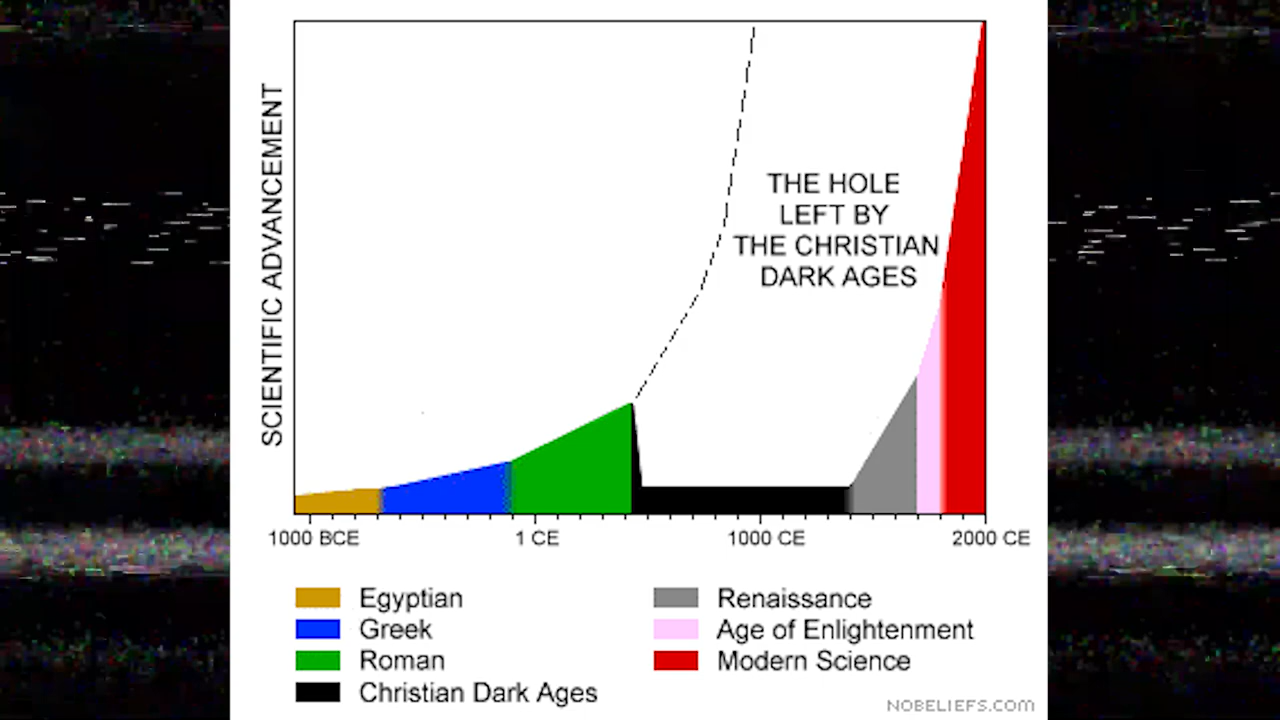 SCIENTIFIC ADVANCEMENT
THE HOLE
LEFT BY
THE CHRISTIAN
DARK AGES
1000 BCE
1 CE
1000 CE
2000 CE
Egyptian
Greek
Roman
Christian Dark Ages
Renaissance
Age of Enlightenment
Modern Science
NOBELIEFS.COM